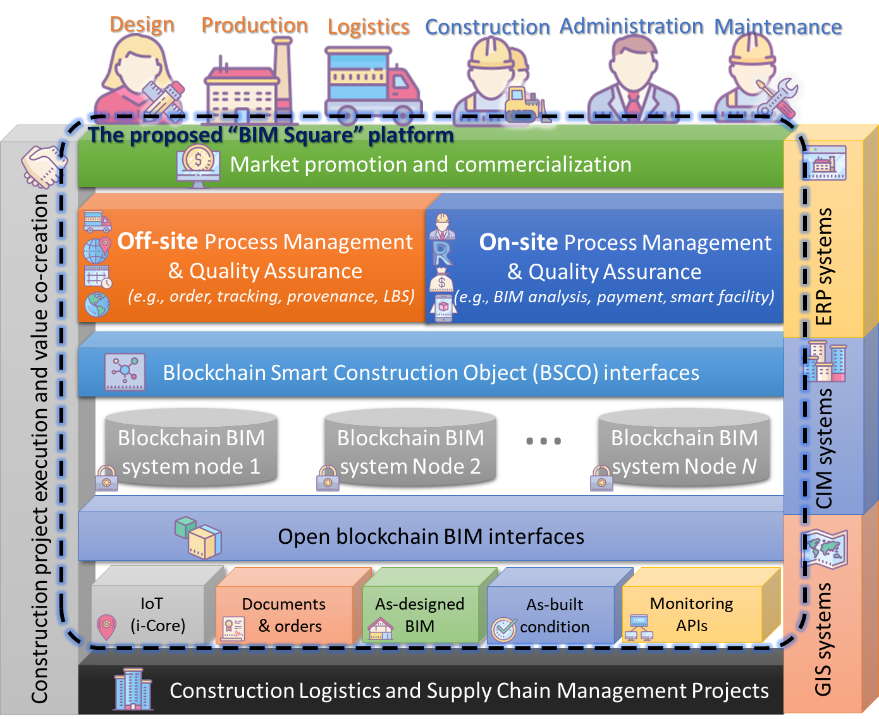 Design
Production
Logistics
Construction
Administration
Maintenance
The proposed “BIM Square” platform
Market promotion and commercialization
Off-site Process Management
& Quality Assurance
(e.g., order, tracking, provenance, LBS)
On-site Process Management
& Quality Assurance
(e.g., BIM analysis, payment, smart facility)
Blockchain Smart Construction Object (BSCO) interfaces
Blockchain BIM
system node 1
Blockchain BIM
system Node 2
...
Blockchain BIM
system Node N
Open blockchain BIM interfaces
IoT
(i-Core)
Documents
& orders
As-designed
BIM
As-built
condition
Monitoring
APIs
Construction Logistics and Supply Chain Management Projects
Construction project execution and value co-creation
ERP systems
CIM systems
GIS systems